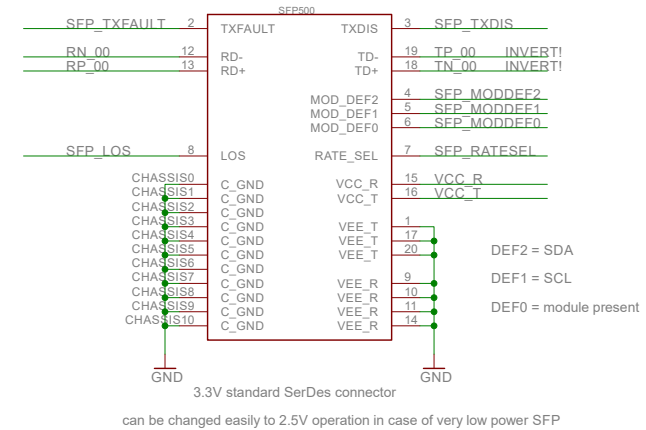 SFP500
SFP_TXFAULT 2 TXFAULT TXDIS 3 SFP_TXDIS
RN_00 12 RD- TD- 19 TP_00 INVERT!
RP_00 13 RD+ TD+ 18 TN_00 INVERT!
MOD_DEF2 4 SFP_MODDEF2
MOD_DEF1 5 SFP_MODDEF1
MOD_DEF0 6 SFP_MODDEF0
SFP_LOS 8 LOS RATE_SEL 7 SFP_RATESEL
CHASSIS0 C_GND VCC_R 15 VCC_R
CHASSIS1 C_GND VCC_T 16 VCC_T
CHASSIS2 C_GND
CHASSIS3 C_GND VEE_T 1
CHASSIS4 C_GND VEE_T 17
CHASSIS5 C_GND VEE_T 20 DEF2 = SDA
CHASSIS6 C_GND
CHASSIS7 C_GND VEE_R 9 DEF1 = SCL
CHASSIS8 C_GND VEE_R 10
CHASSIS9 C_GND VEE_R 11 DEF0 = module present
CHASSIS10 C_GND VEE_R 14
GND GND
3.3V standard SerDes connector
can be changed easily to 2.5V operation in case of very low power SFP